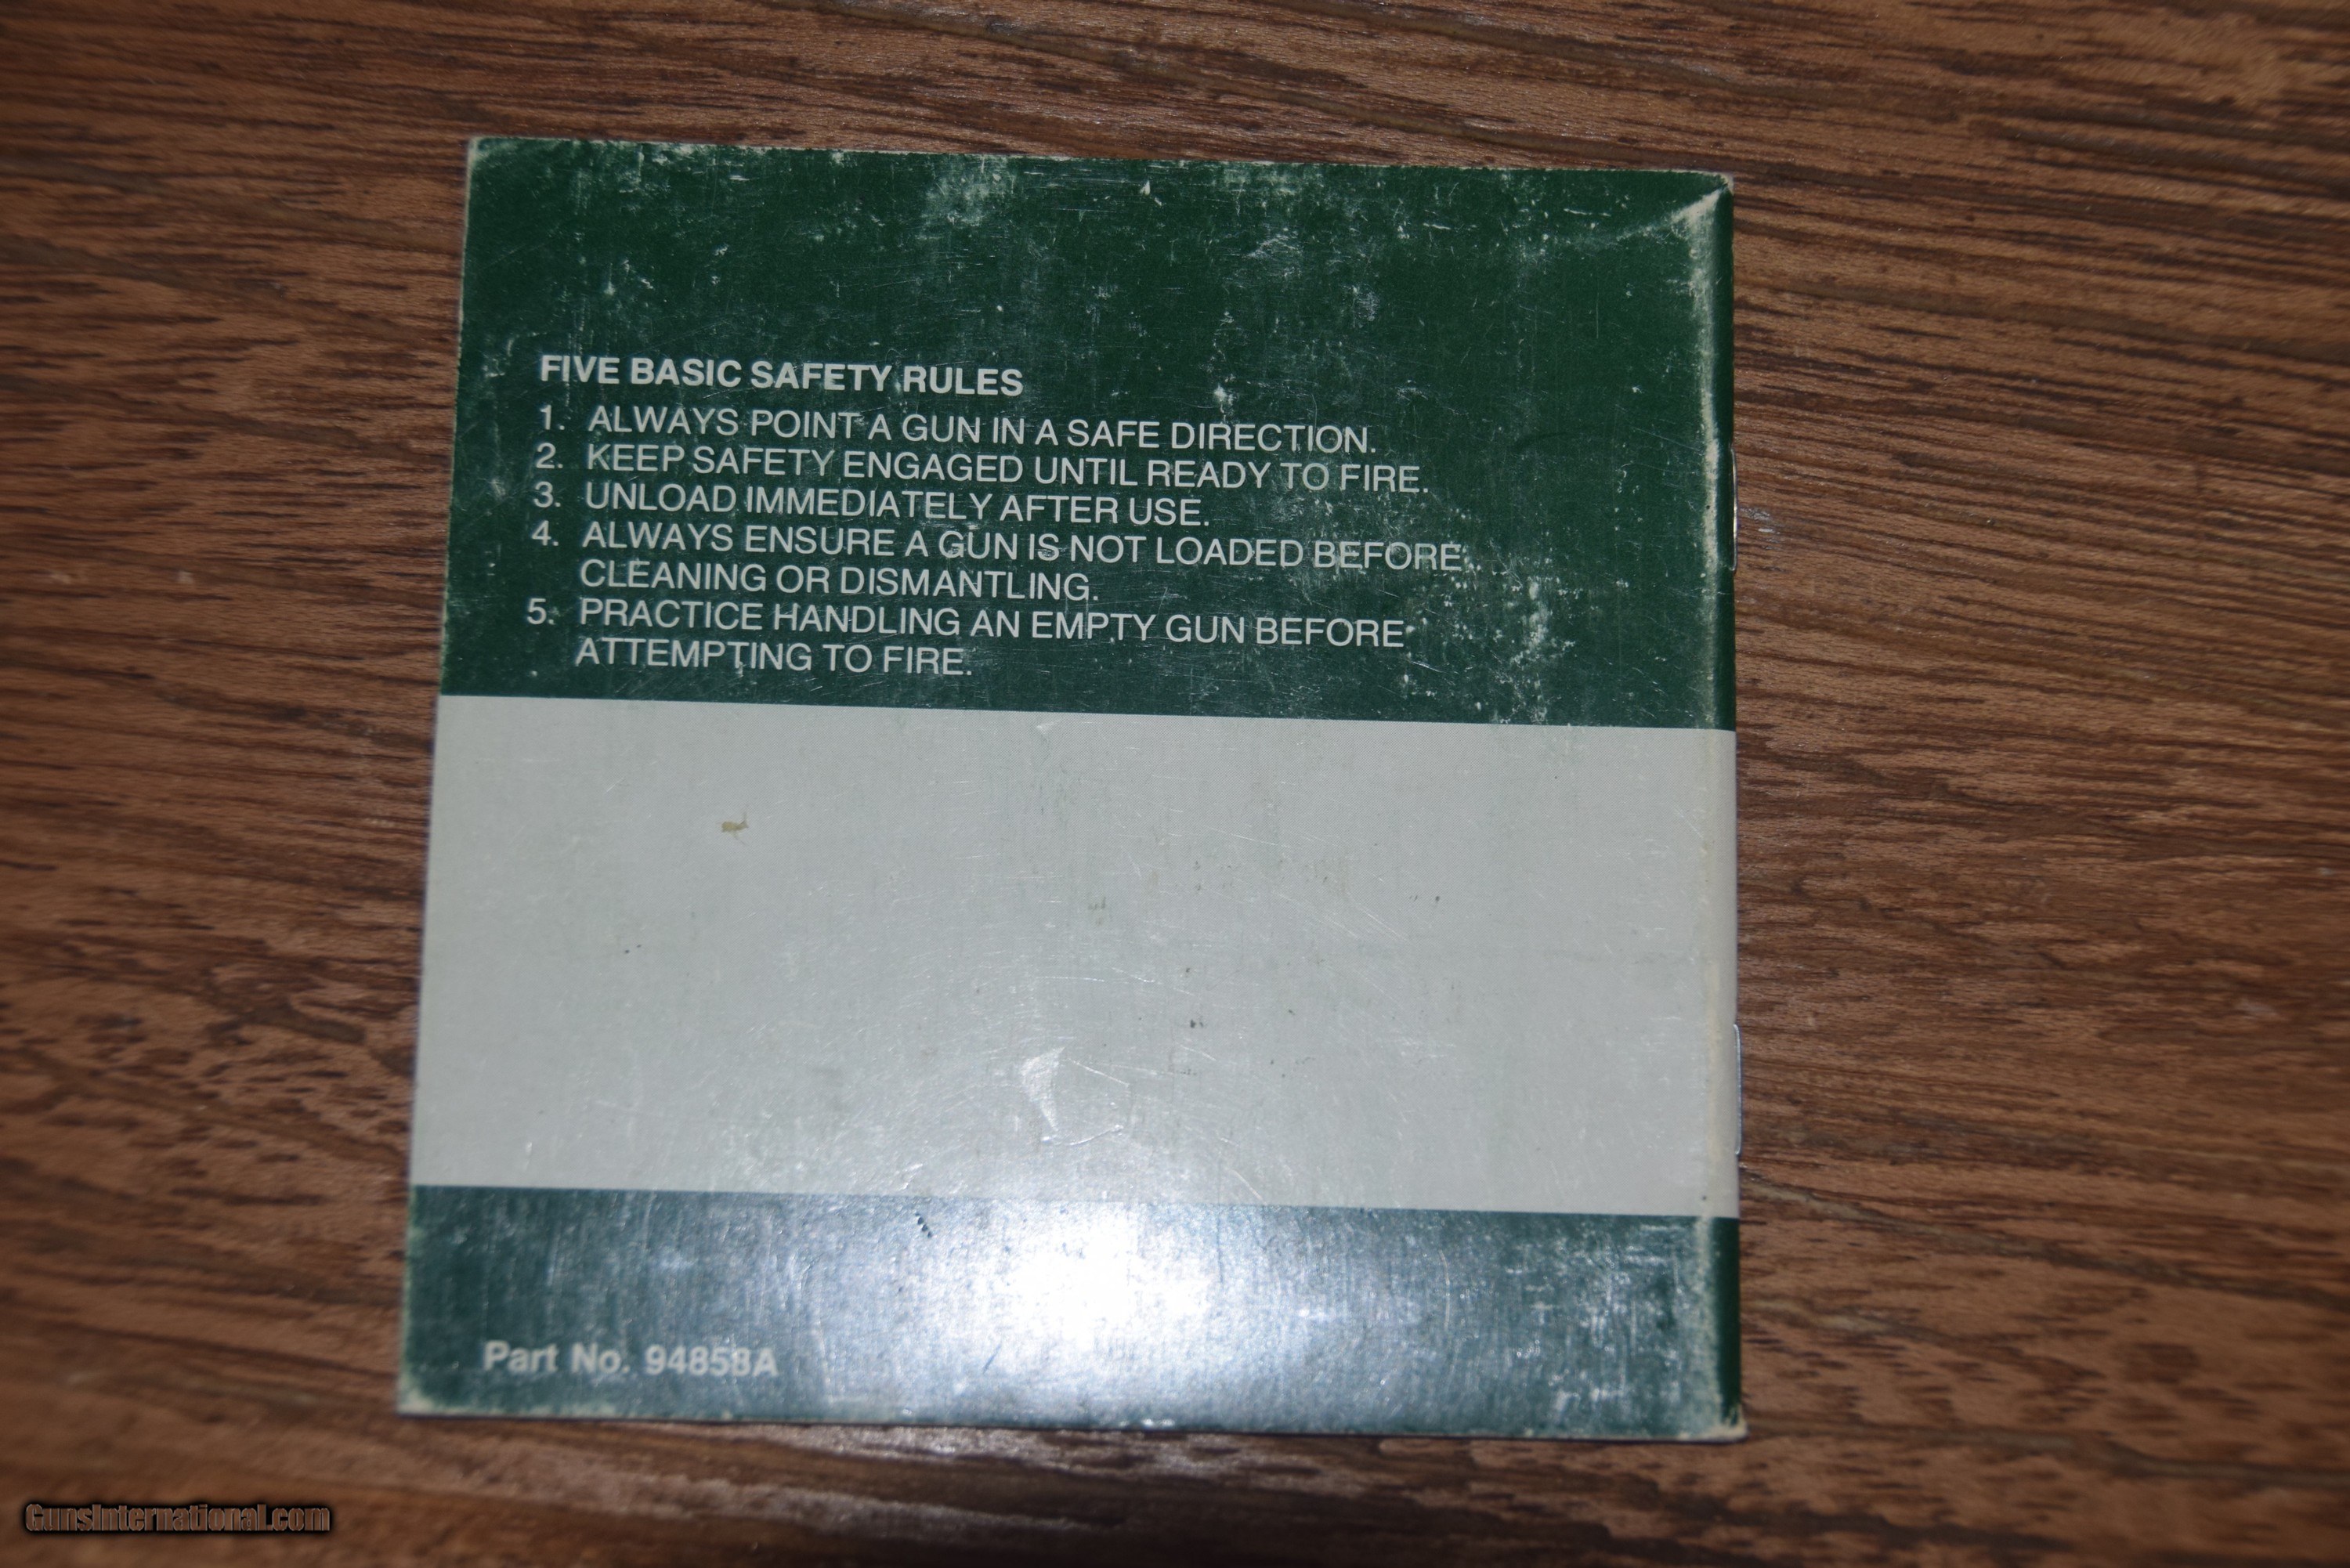 FIVE BASIC SAFETY RULES
1. ALWAYS POINT A GUN IN A SAFE DIRECTION.
2. KEEP SAFETY ENGAGED UNTIL READY TO FIRE.
3. UNLOAD IMMEDIATELY AFTER USE.
4. ALWAYS ENSURE A GUN IS NOT LOADED BEFORE
CLEANING OR DISMANTLING.
5. PRACTICE HANDLING AN EMPTY GUN BEFORE
ATTEMPTING TO FIRE.
Part No. 94858A
GunsInternational.com